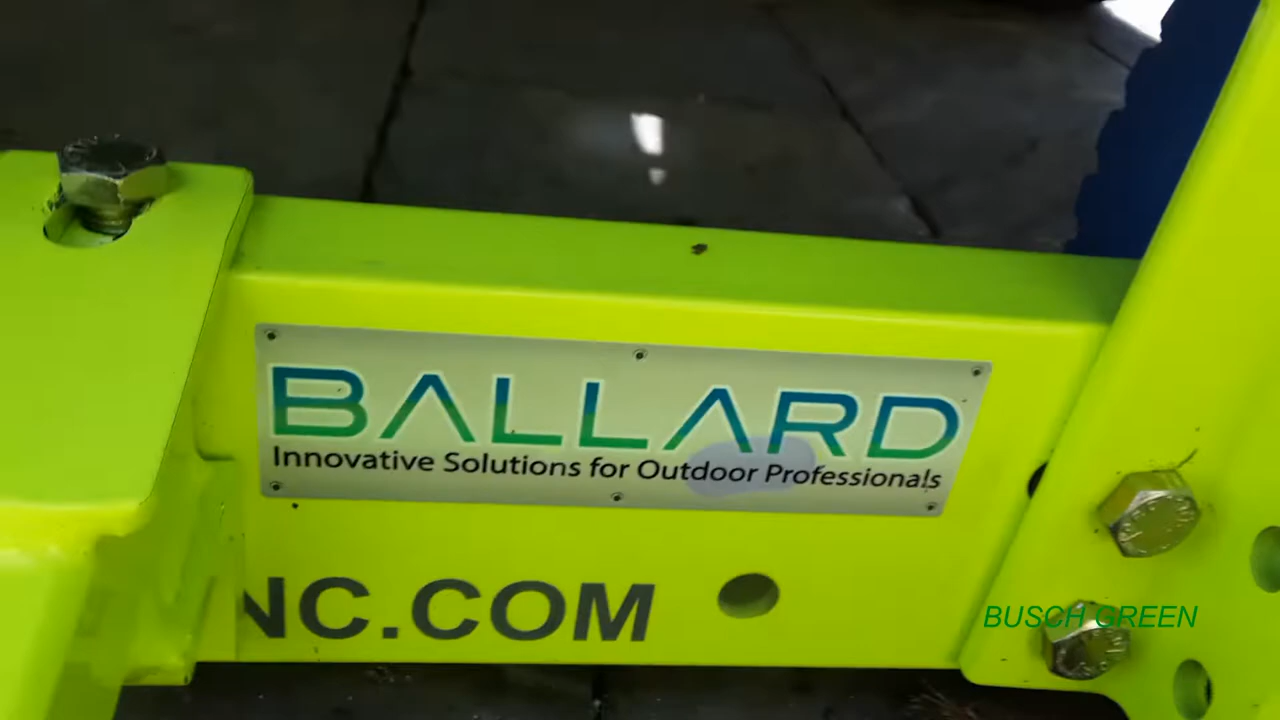 BALLARD
Innovative Solutions for Outdoor Professionals
NC.COM
BUSCH GREEN